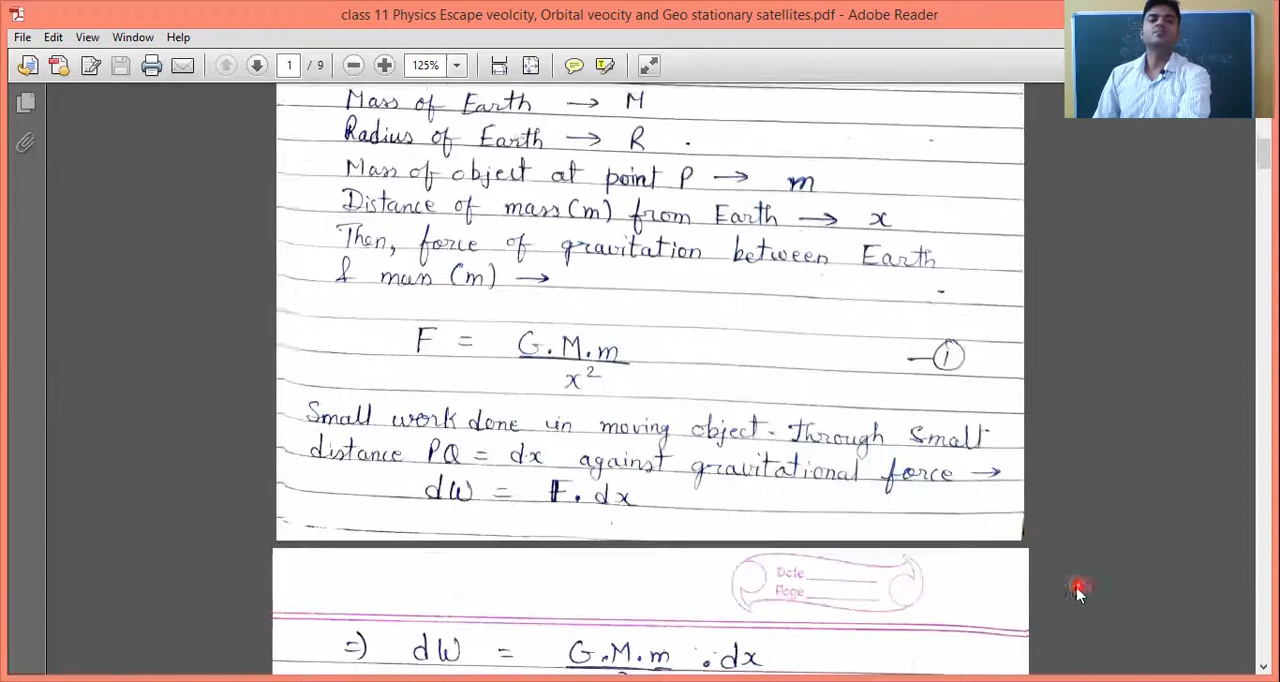 class 11 Physics Escape veolcity, Orbital veocity and Geo stationary satellites.pdf - Adobe Reader
File Edit View Window Help
1 / 9 125%
Mass of Earth → M
Radius of Earth → R
Mass of object at point P → m
Distance of mass (m) from Earth → x
Then, force of gravitation between Earth
& mass (m) →
F = G.M.m / x² — 1
Small work done in moving object through small
distance PQ = dx against gravitational force →
dW = F. dx
Date
Page
=) dW = G.M.m . dx